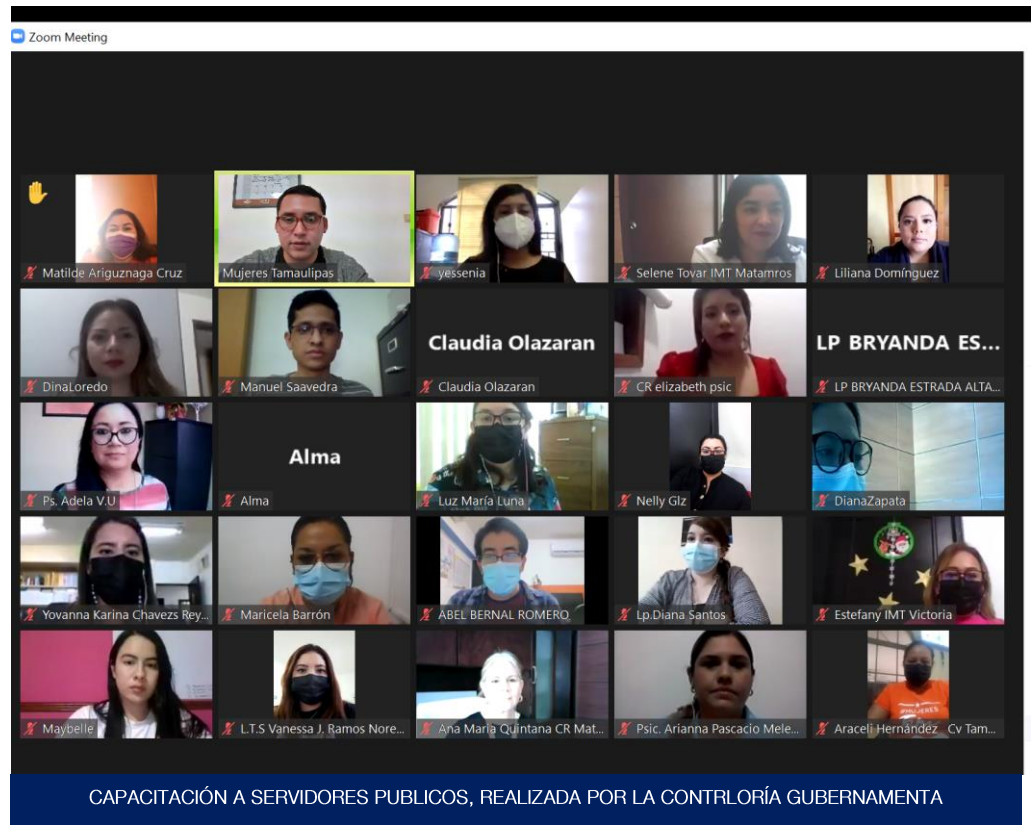 Zoom Meeting
Matilde Ariguznaga Cruz
Mujeres Tamaulipas
yessenia
Selene Tovar IMT Matamros
Liliana Domínguez
DinaLoredo
Manuel Saavedra
Claudia Olazaran
Claudia Olazaran
CR elizabeth psic
LP BRYANDA ES...
LP BRYANDA ESTRADA ALTA...
Ps. Adela V.U
Alma
Alma
Luz María Luna
Nelly Glz
DianaZapata
Yovanna Karina Chavezs Rey...
Maricela Barrón
ABEL BERNAL ROMERO
Lp.Diana Santos
Estefany IMT Victoria
Maybelle
L.T.S Vanessa J. Ramos Nore...
Ana Maria Quintana CR Mat...
Psic. Arianna Pascacio Mele...
Araceli Hernández Cv Tam...
CAPACITACIÓN A SERVIDORES PUBLICOS, REALIZADA POR LA CONTRLORÍA GUBERNAMENTA